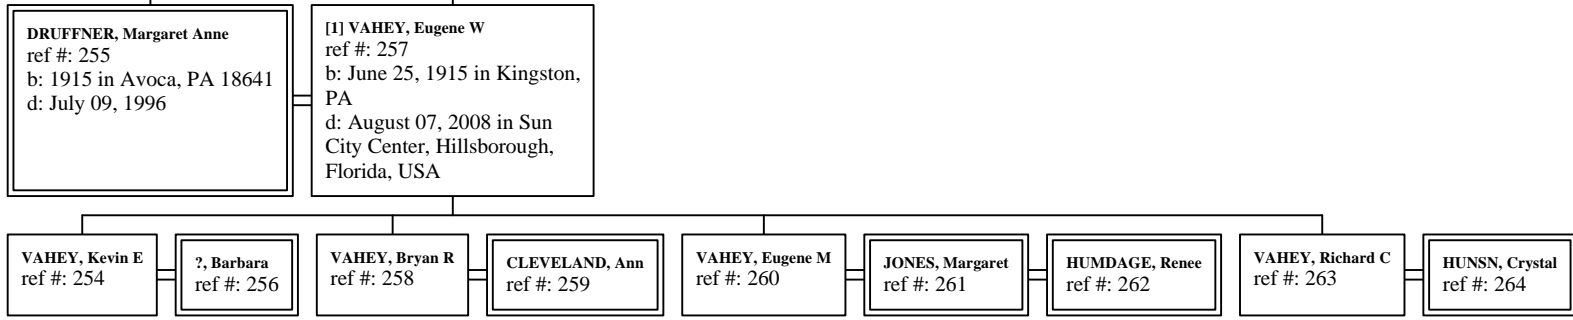 DRUFFNER, Margaret Anne
ref #: 255
b: 1915 in Avoca, PA 18641
d: July 09, 1996
[1] VAHEY, Eugene W
ref #: 257
b: June 25, 1915 in Kingston,
PA
d: August 07, 2008 in Sun
City Center, Hillsborough,
Florida, USA
VAHEY, Kevin E
ref #: 254
?, Barbara
ref #: 256
VAHEY, Bryan R
ref #: 258
CLEVELAND, Ann
ref #: 259
VAHEY, Eugene M
ref #: 260
JONES, Margaret
ref #: 261
HUMDAGE, Renee
ref #: 262
VAHEY, Richard C
ref #: 263
HUNSN, Crystal
ref #: 264